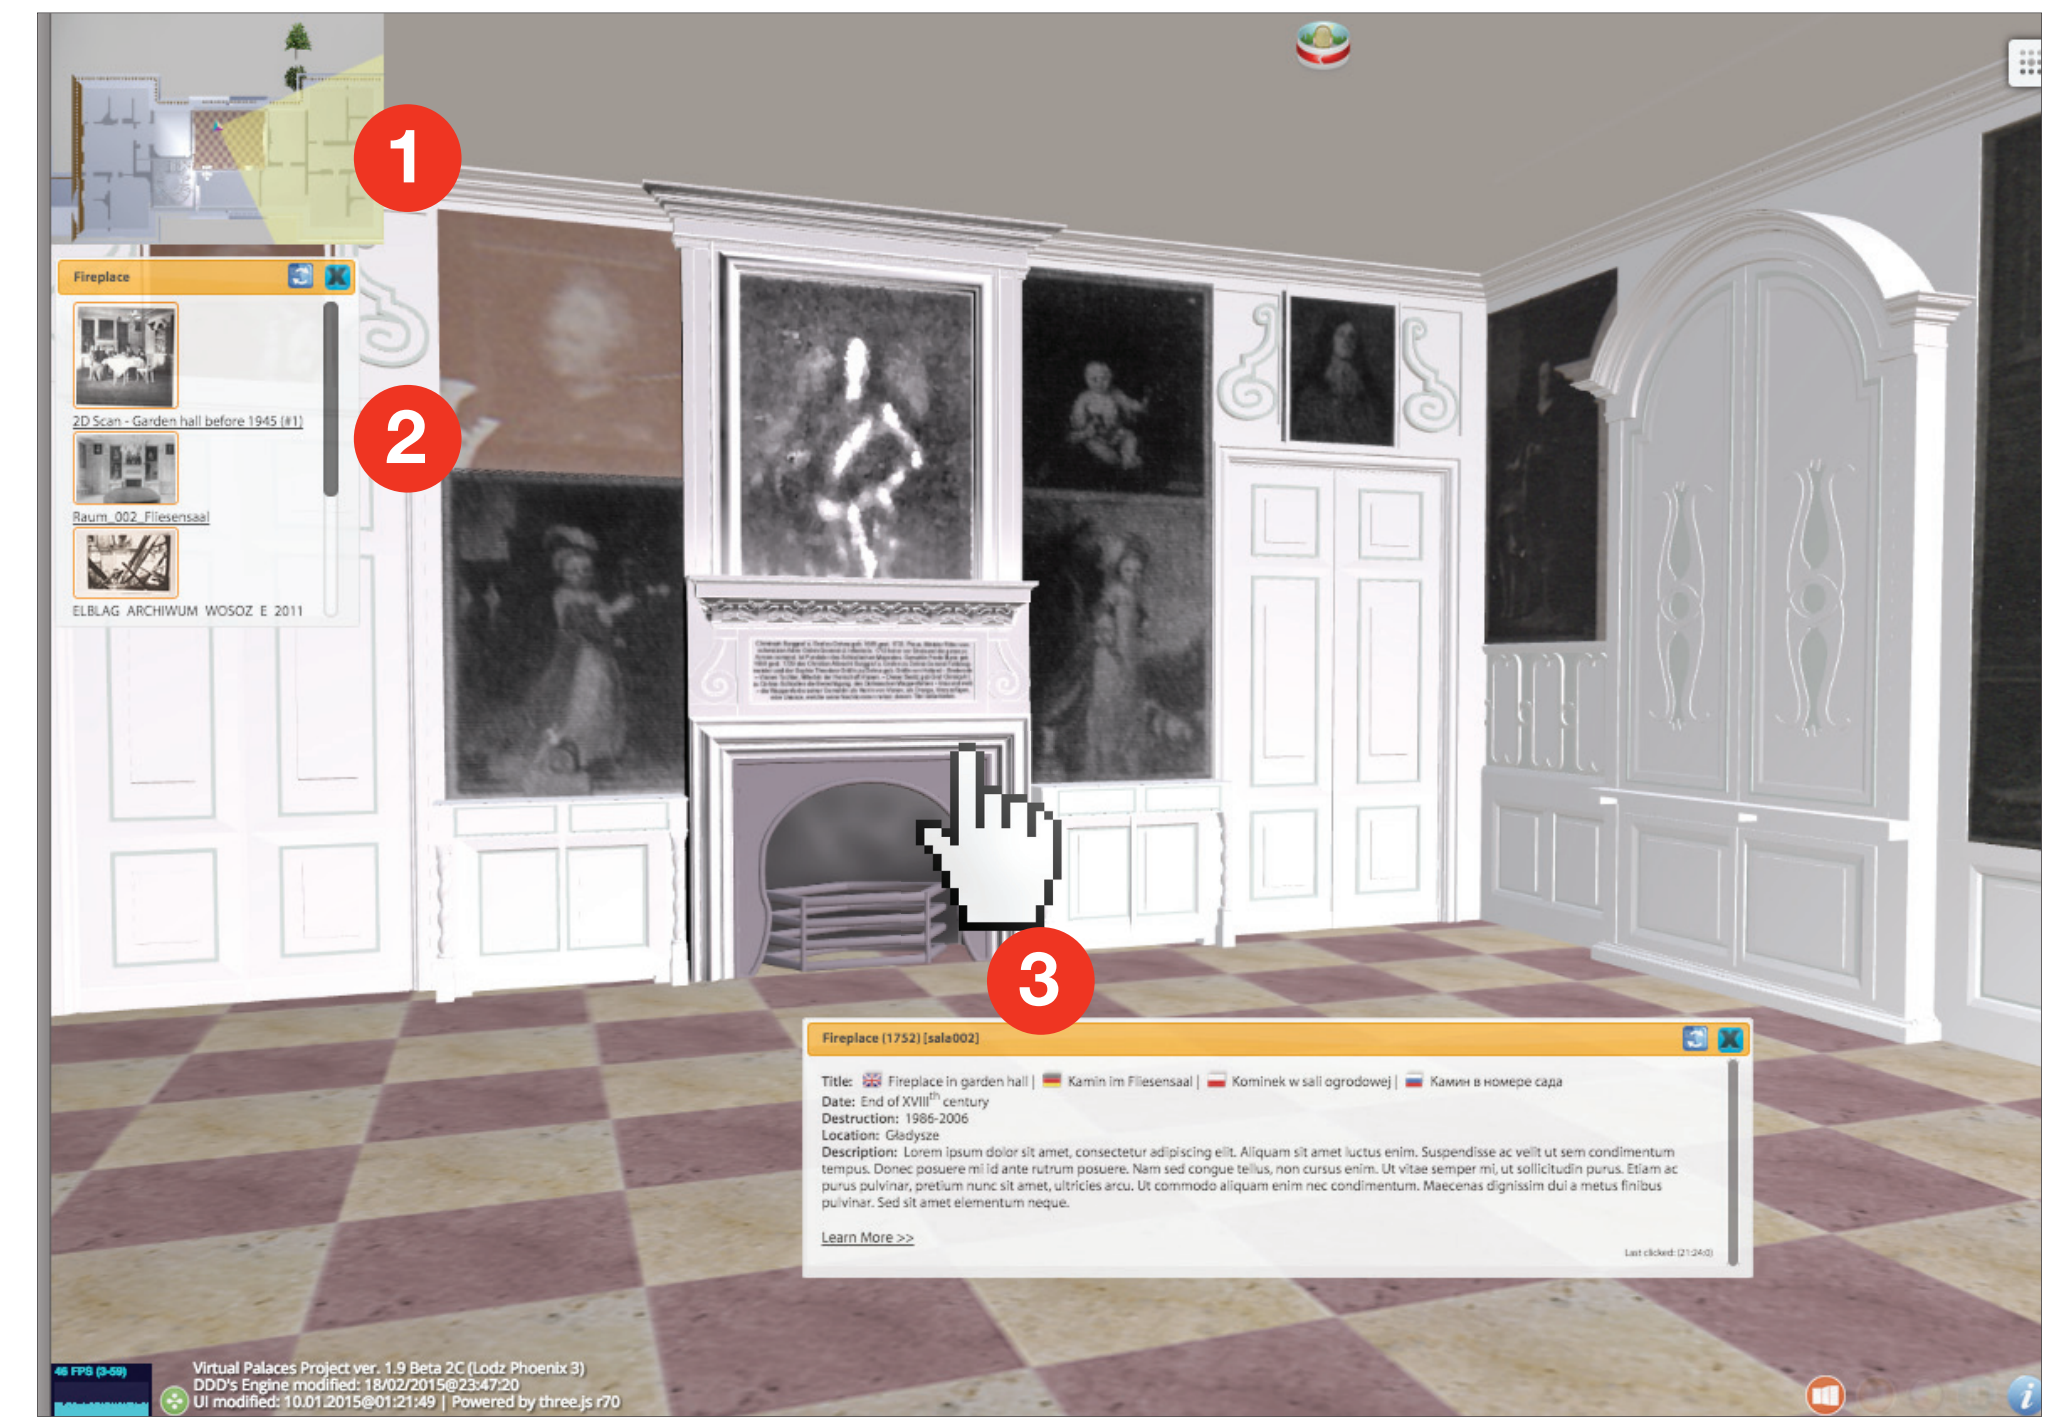 1
Fireplace
2D Scan - Garden hall before 1945 (#1)
2
Raum_002_Fliesensaal
ELBLAG ARCHIWUM WOSOZ E 2011
3
Fireplace (1752) [sala002]
Title: Fireplace in garden hall | Kamin im Fliesensaal | Kominek w sali ogrodowej | Камин в номере сада
Date: End of XVIIIth century
Destruction: 1986-2006
Location: Gładysze
Description: Lorem ipsum dolor sit amet, consectetur adipiscing elit. Aliquam sit amet luctus enim. Suspendisse ac velit ut sem condimentum
tempus. Donec posuere mi id ante rutrum posuere. Nam sed congue tellus, non cursus enim. Ut vitae semper mi, ut sollicitudin purus. Etiam ac
purus pulvinar, pretium nunc sit amet, ultricies arcu. Ut commodo aliquam enim nec condimentum. Maecenas dignissim dui a metus finibus
pulvinar. Sed sit amet elementum neque.
Learn More >>
Last clicked: (21:24:0)
46 FPS (3-59)
Virtual Palaces Project ver. 1.9 Beta 2C (Lodz Phoenix 3)
DDD's Engine modified: 18/02/2015@23:47:20
UI modified: 10.01.2015@01:21:49 | Powered by three.js r70